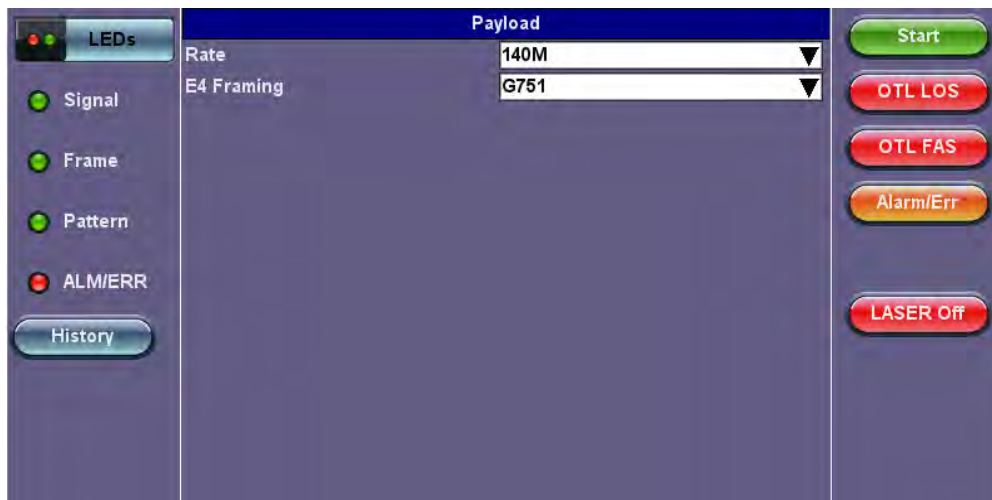 LEDs
Signal
Frame
Pattern
ALM/ERR
History
Payload
Rate 140M
E4 Framing G751
Start
OTL LOS
OTL FAS
Alarm/Err
LASER Off